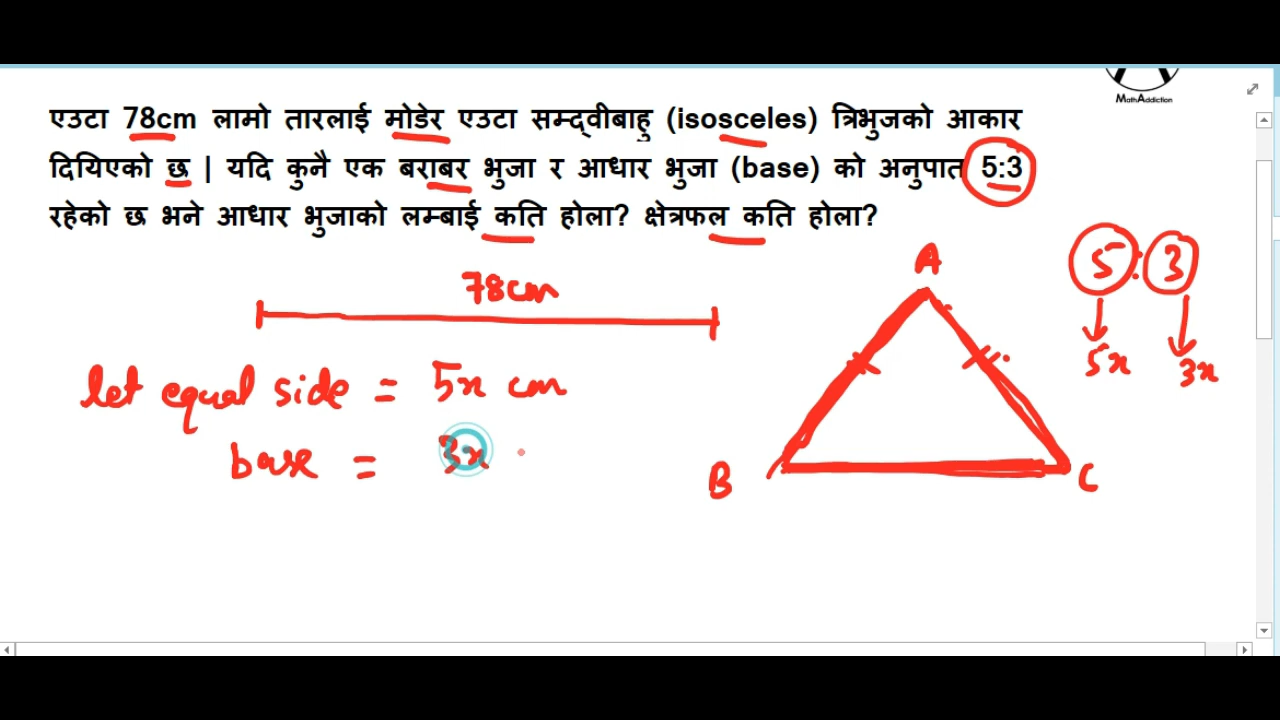 MathAddiction
एउटा 78cm लामो तारलाई मोडेर एउटा सम्द्वीबाहु (isosceles) त्रिभुजको आकार
दियिएको छ | यदि कुनै एक बराबर भुजा र आधार भुजा (base) को अनुपात 5:3
रहेको छ भने आधार भुजाको लम्बाई कति होला? क्षेत्रफल कति होला?
78cm
A
5:3
5x 3x
let equal side = 5x cm
base = 3x
B
C